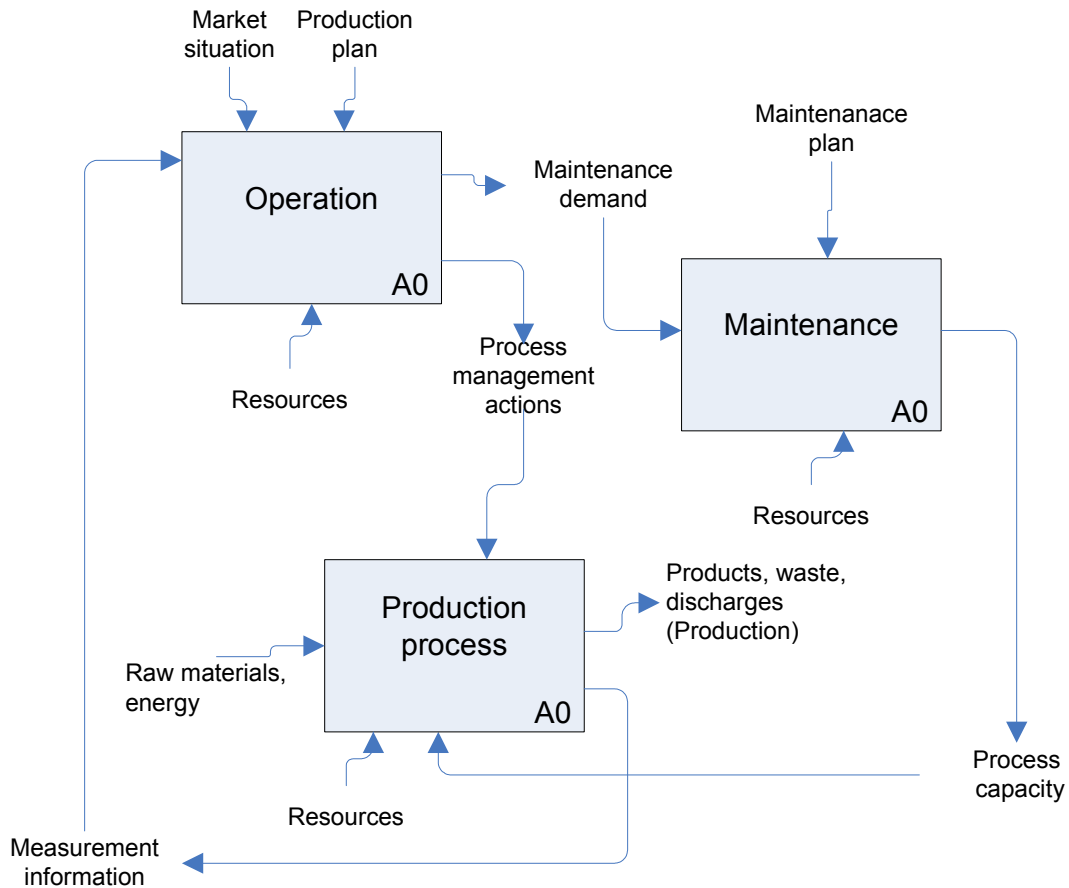 Market
situation
Production
plan
Maintenanace
plan
Operation
A0
Maintenance
demand
Maintenance
A0
Process
management
actions
Resources
Resources
Production
process
A0
Products, waste,
discharges
(Production)
Raw materials,
energy
Resources
Process
capacity
Measurement
information